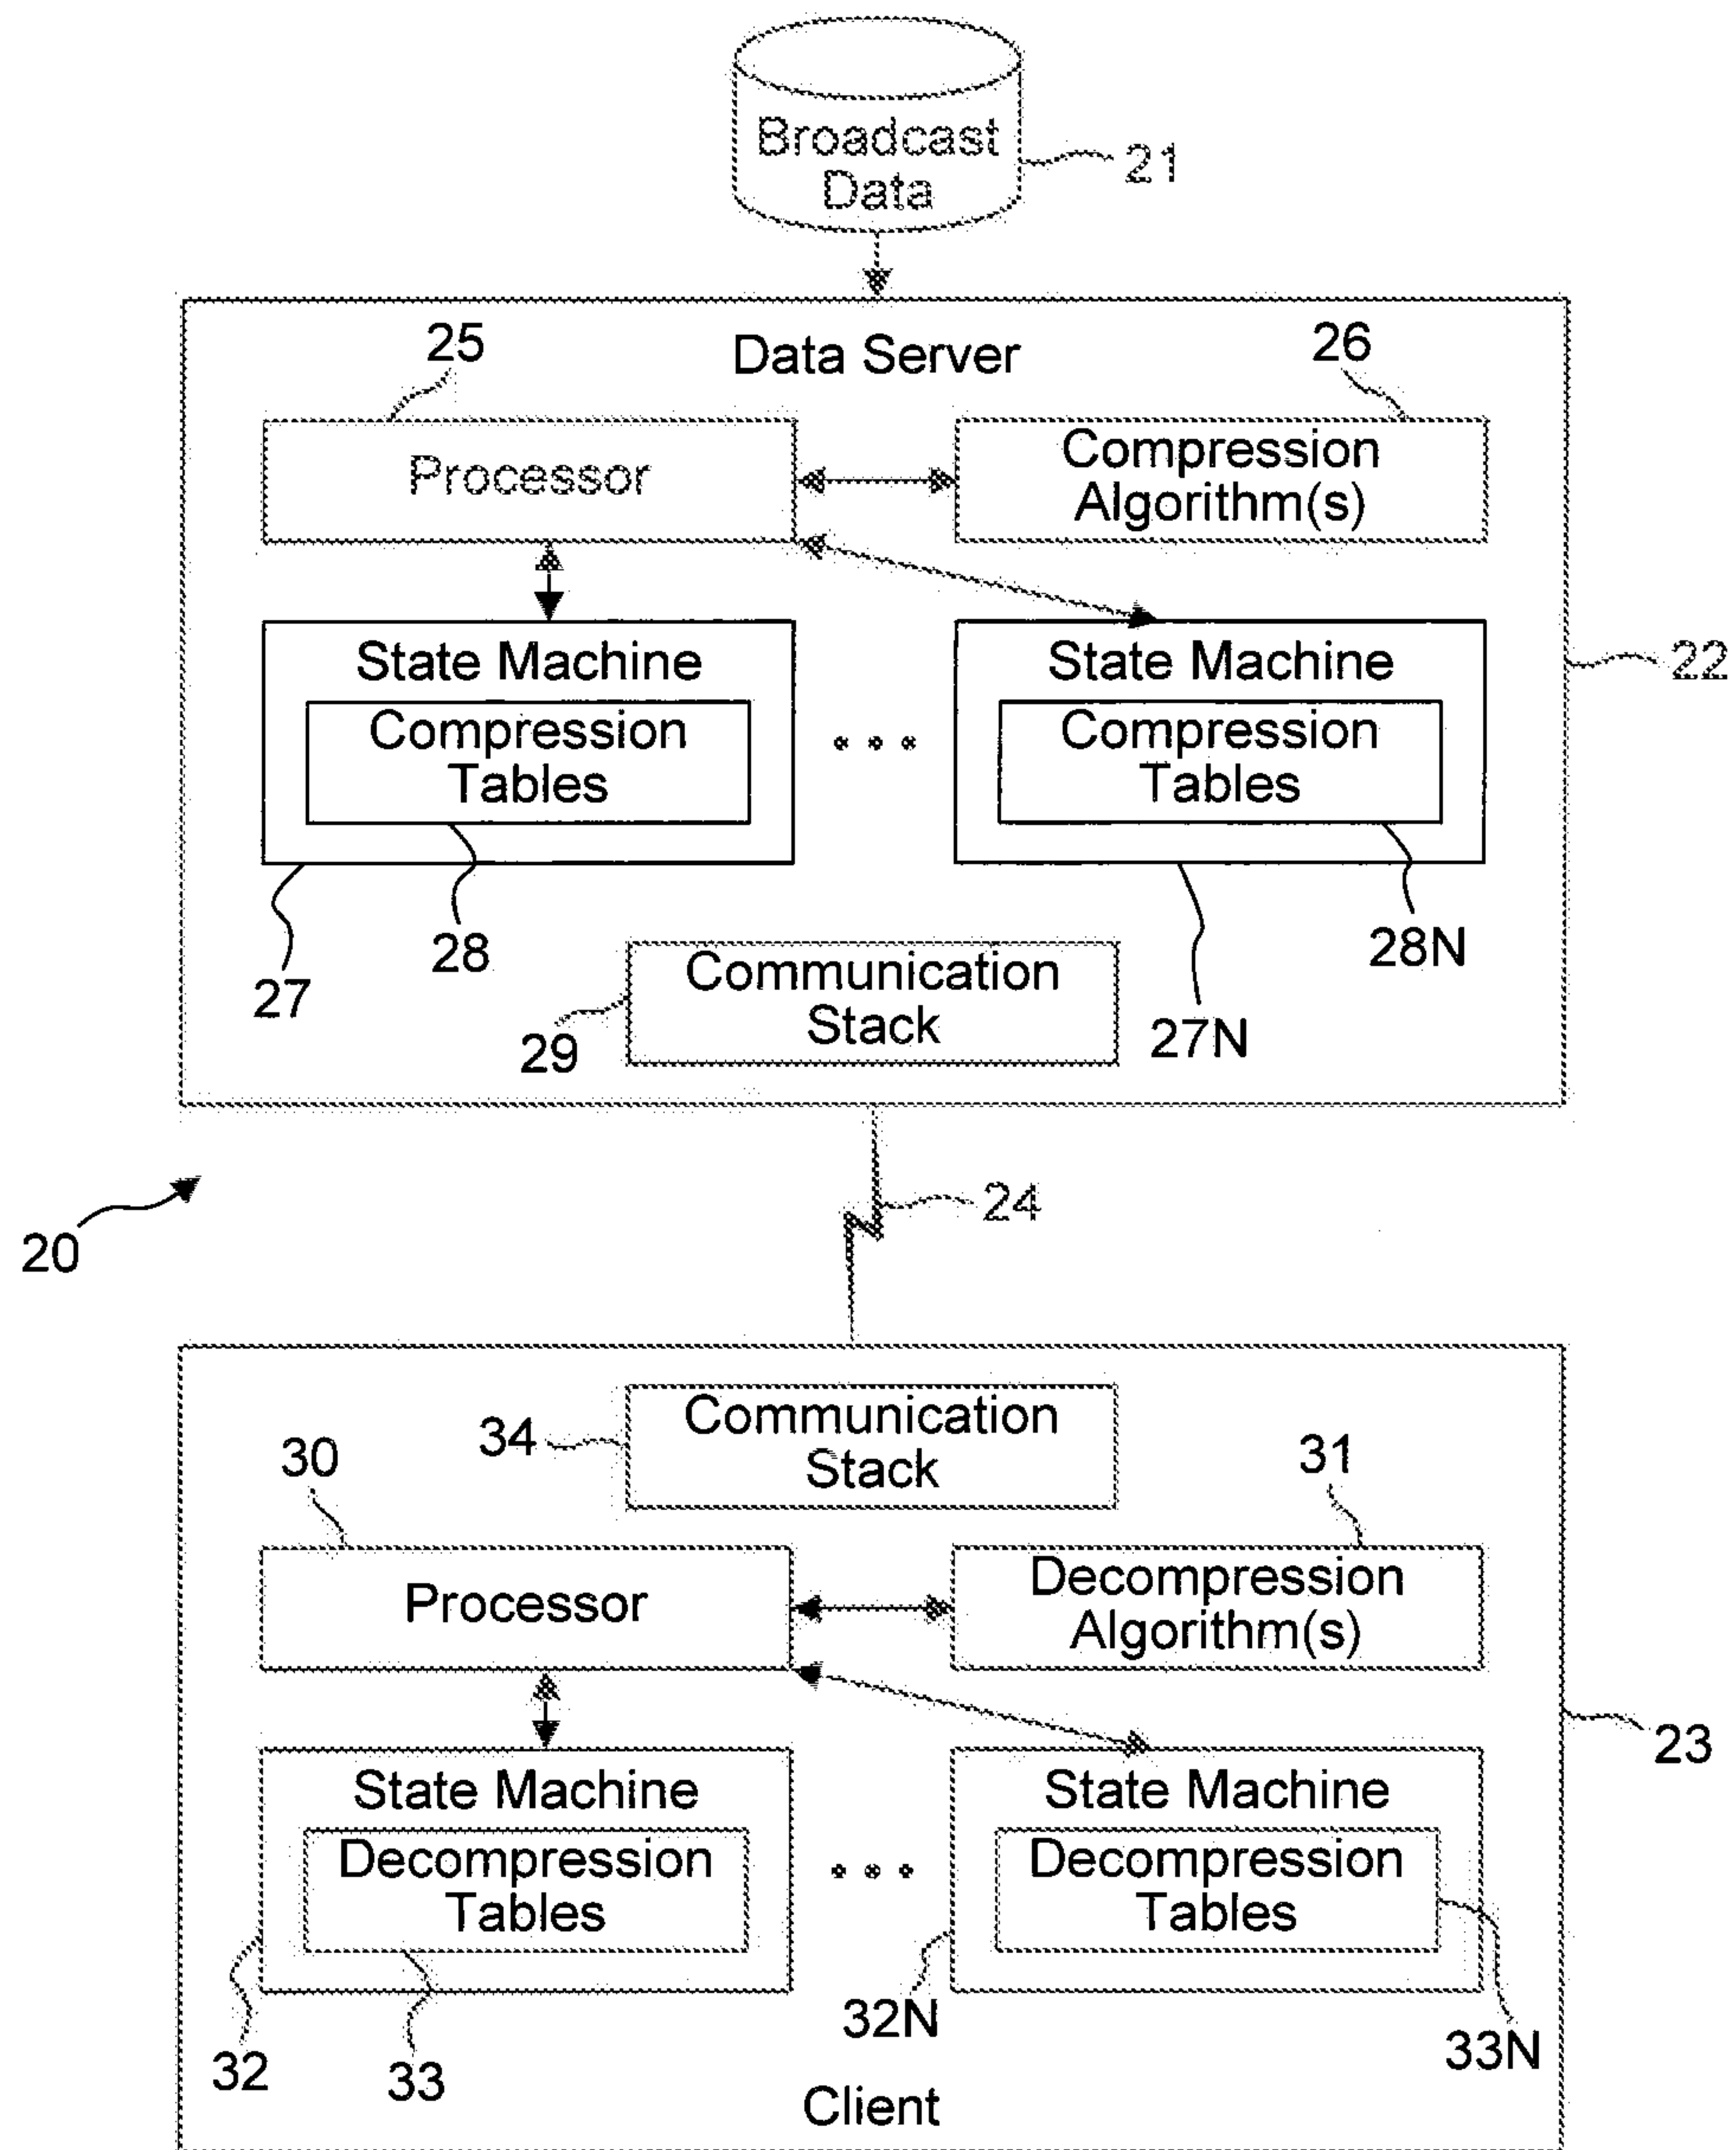 Broadcast
Data
21
25
Data Server
26
Processor
Compression
Algorithm(s)
State Machine
State Machine
22
Compression
Tables
Compression
Tables
27
28
28N
Communication
Stack
29
27N
20
24
34
Communication
Stack
30
31
Processor
Decompression
Algorithm(s)
23
State Machine
State Machine
Decompression
Tables
Decompression
Tables
32
33
32N
33N
Client